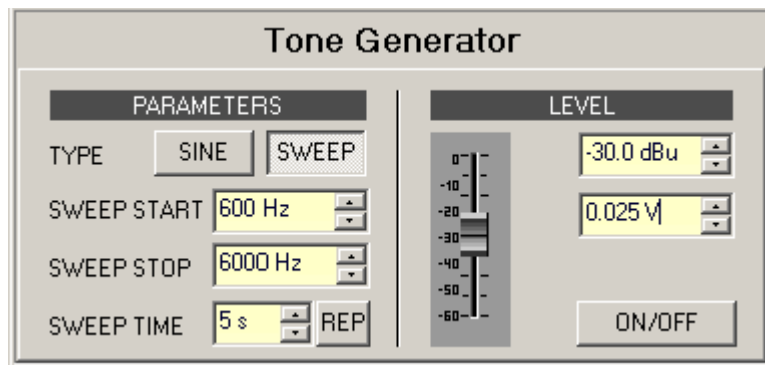 Tone Generator
PARAMETERS
TYPE SINE SWEEP
SWEEP START 600 Hz
SWEEP STOP 6000 Hz
SWEEP TIME 5 s REP
LEVEL
0
-10
-20
-30
-40
-50
-60
-30.0 dBu
0.025 V
ON/OFF